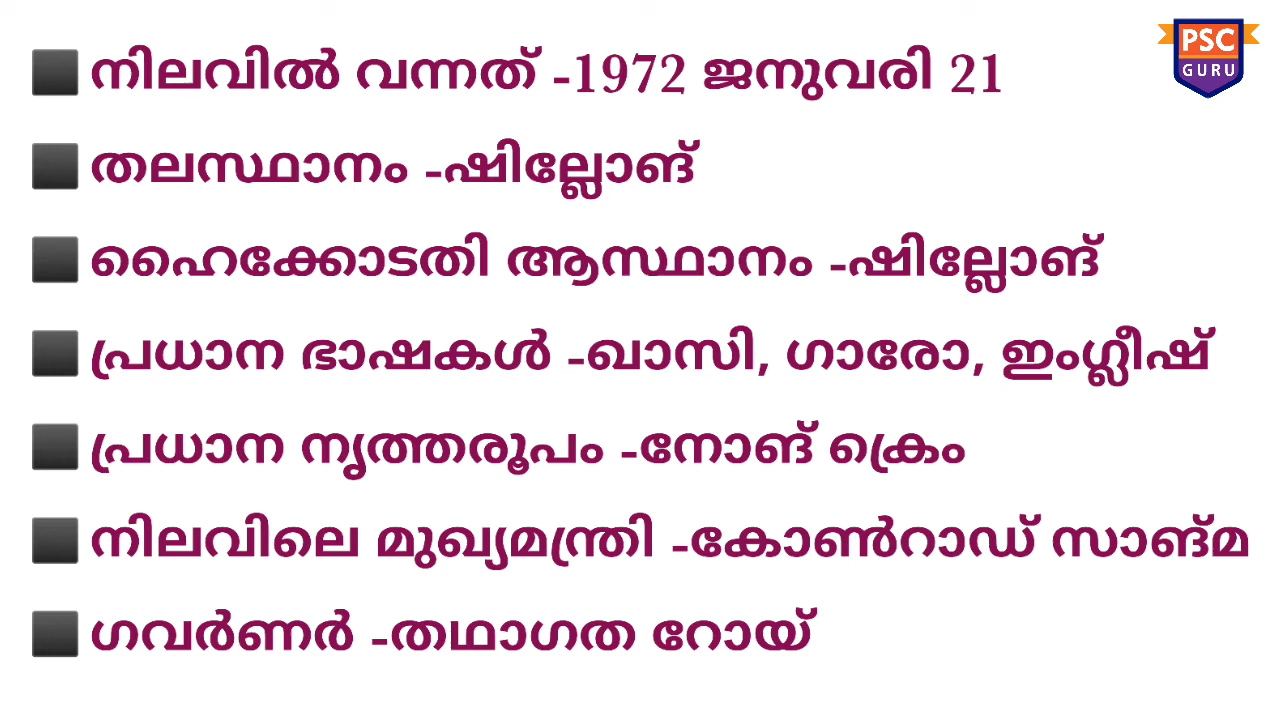 നിലവിൽ വന്നത് -1972 ജനുവരി 21
PSC
GURU
തലസ്ഥാനം -ഷില്ലോങ്
ഹൈക്കോടതി ആസ്ഥാനം -ഷില്ലോങ്
പ്രധാന ഭാഷകൾ -ഖാസി, ഗാരോ, ഇംഗ്ലീഷ്
പ്രധാന നൃത്തരൂപം -നോങ് ക്രെം
നിലവിലെ മുഖ്യമന്ത്രി -കോൺറാഡ് സാങ്മ
ഗവർണർ -തഥാഗത റോയ്